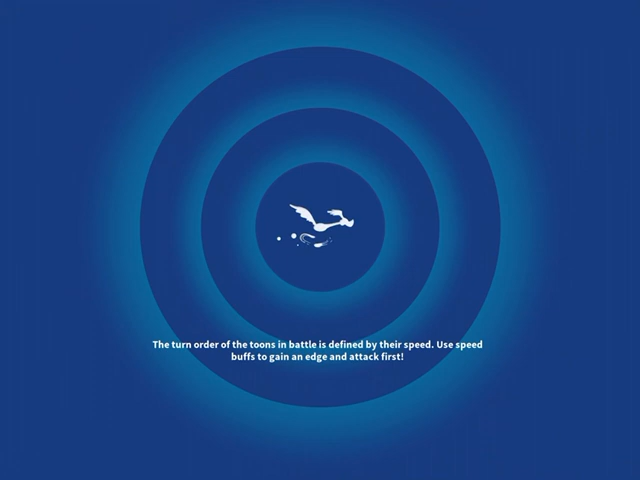 The turn order of the toons in battle is defined by their speed. Use speed
buffs to gain an edge and attack first!